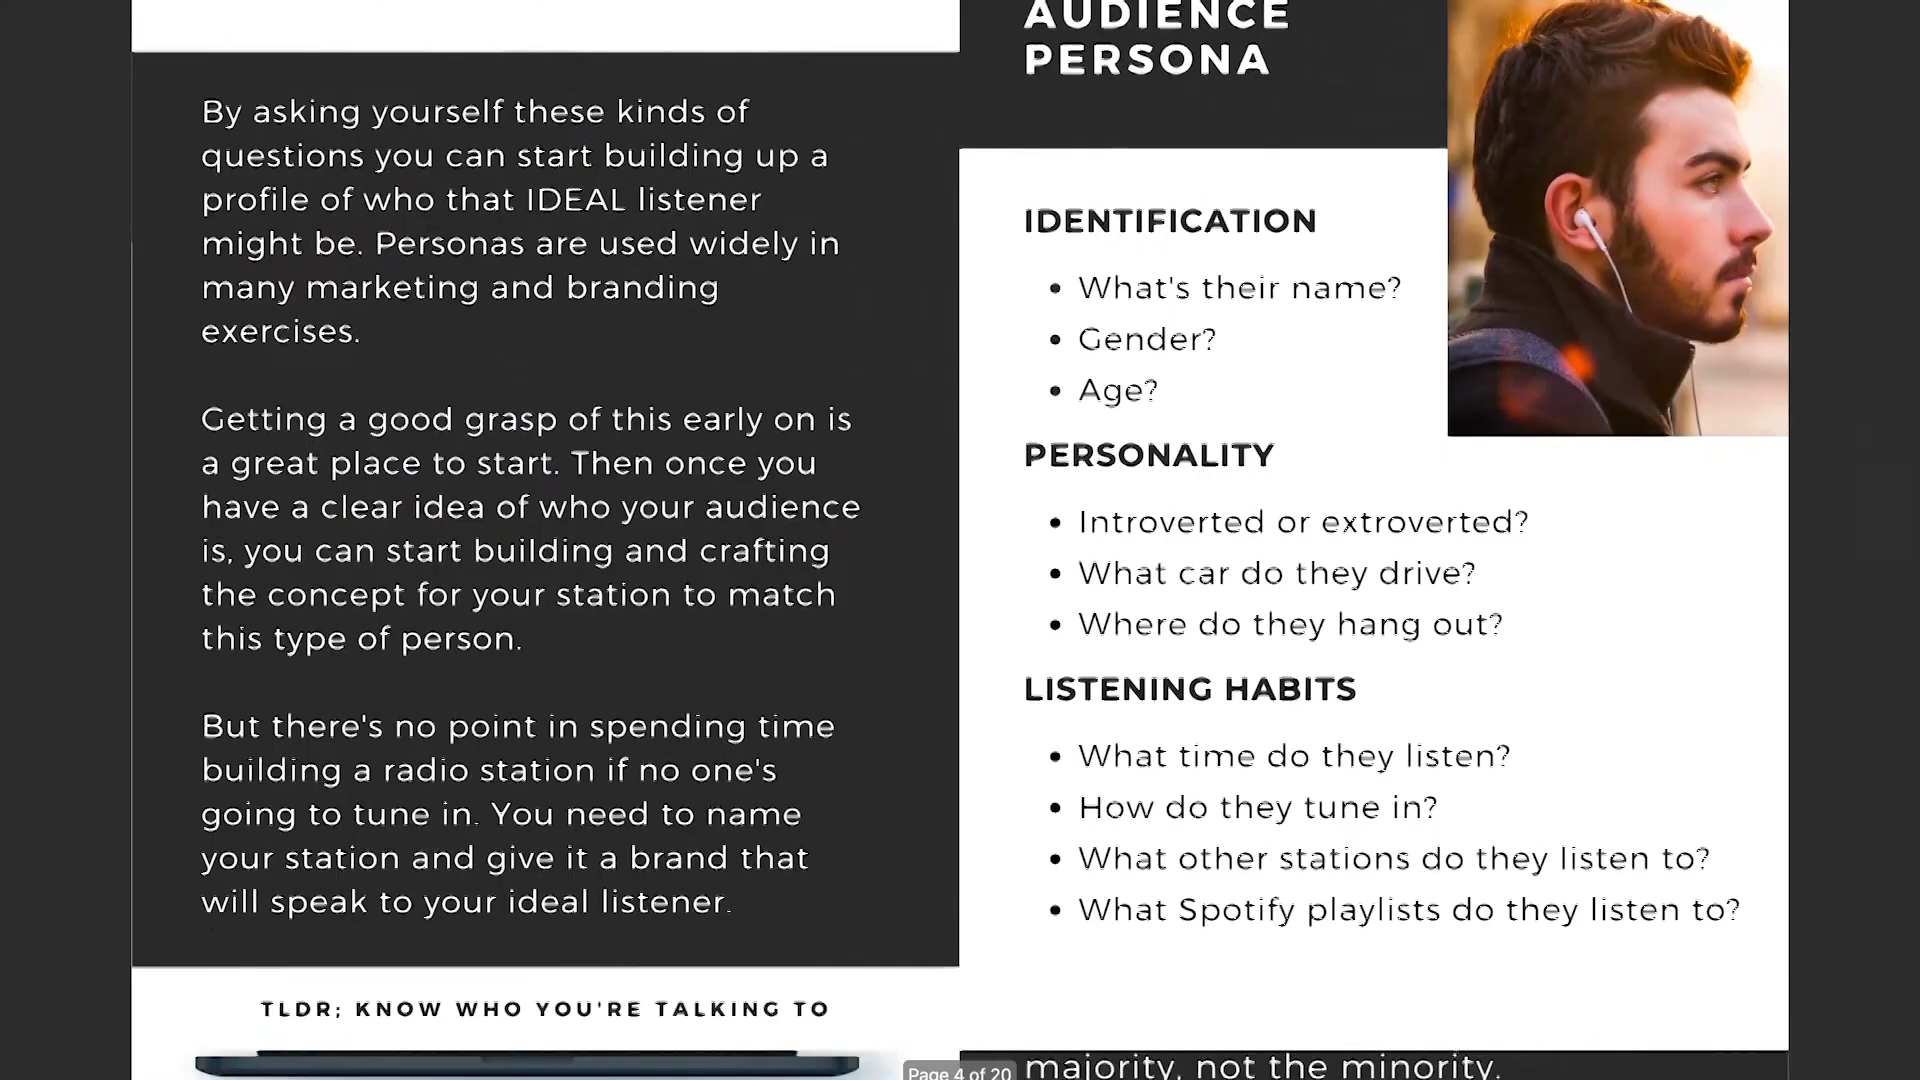 By asking yourself these kinds of
questions you can start building up a
profile of who that IDEAL listener
might be. Personas are used widely in
many marketing and branding
exercises.
Getting a good grasp of this early on is
a great place to start. Then once you
have a clear idea of who your audience
is, you can start building and crafting
the concept for your station to match
this type of person.
But there's no point in spending time
building a radio station if no one's
going to tune in. You need to name
your station and give it a brand that
will speak to your ideal listener.
TLDR; KNOW WHO YOU'RE TALKING TO
AUDIENCE
PERSONA
IDENTIFICATION
• What's their name?
• Gender?
• Age?
PERSONALITY
• Introverted or extroverted?
• What car do they drive?
• Where do they hang out?
LISTENING HABITS
• What time do they listen?
• How do they tune in?
• What other stations do they listen to?
• What Spotify playlists do they listen to?
majority, not the minority.
Page 4 of 20